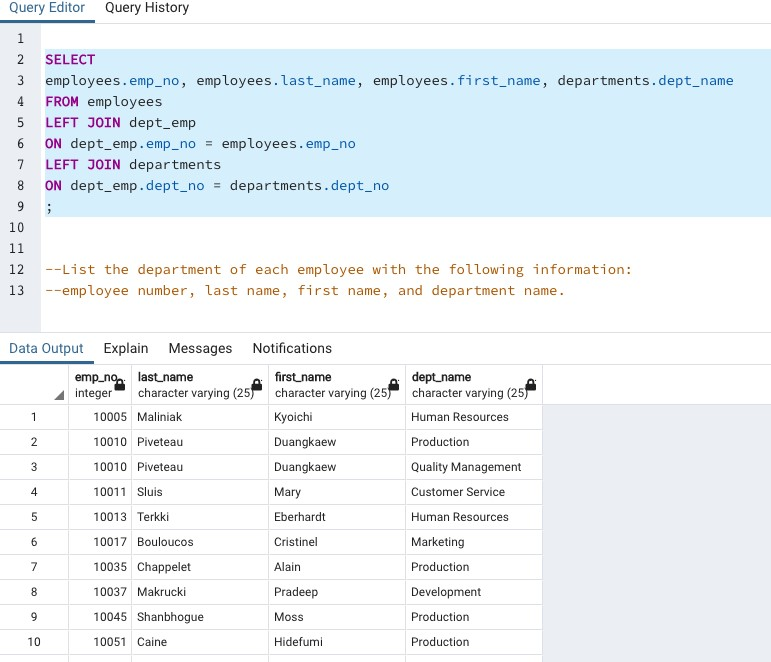 Query Editor Query History
1
2 SELECT
3 employees.emp_no, employees.last_name, employees.first_name, departments.dept_name
4 FROM employees
5 LEFT JOIN dept_emp
6 ON dept_emp.emp_no = employees.emp_no
7 LEFT JOIN departments
8 ON dept_emp.dept_no = departments.dept_no
9 ;
10
11
12 --List the department of each employee with the following information:
13 --employee number, last name, first name, and department name.
Data Output Explain Messages Notifications
emp_no last_name first_name dept_name
integer character varying (25) character varying (25) character varying (25)
1 10005 Maliniak Kyoichi Human Resources
2 10010 Piveteau Duangkaew Production
3 10010 Piveteau Duangkaew Quality Management
4 10011 Sluis Mary Customer Service
5 10013 Terkki Eberhardt Human Resources
6 10017 Bouloucos Cristinel Marketing
7 10035 Chappelet Alain Production
8 10037 Makrucki Pradeep Development
9 10045 Shanbhogue Moss Production
10 10051 Caine Hidefumi Production